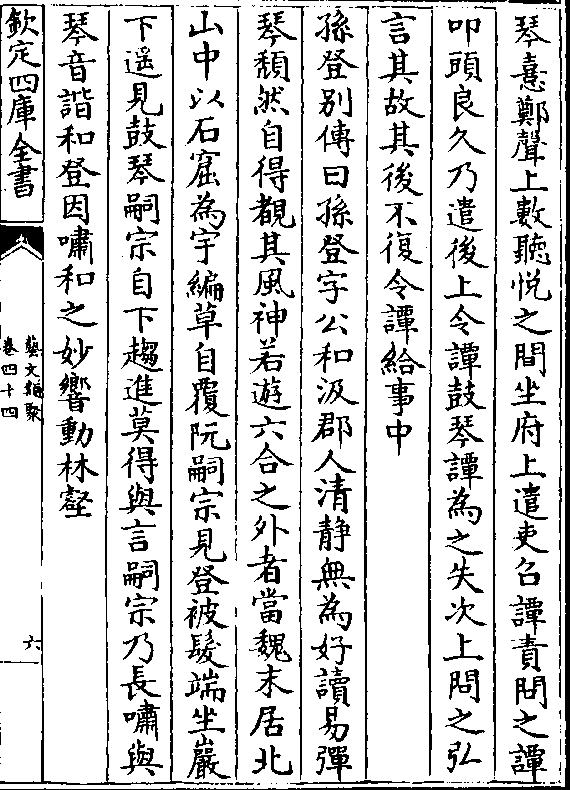 琴憙鄭聲上數聽恱之間坐府上遣吏召譚責問之譚
叩頭良久乃遣後上令譚鼓琴譚為之失次上問之弘
言其故其後不復令譚給事中
孫登别傳曰孫登字公和汲郡人清静無為好讀易彈
琴頺然自得觀其風神若遊六合之外者當魏末居北
山中以石窟為宇編草自覆阮嗣宗見登被髮端坐巖
下遥見鼓琴嗣宗自下趨進莫得與言嗣宗乃長嘯與
琴音諧和登因嘯和之妙響動林壑
欽定四庫全書
藝文類聚
卷四十四
六